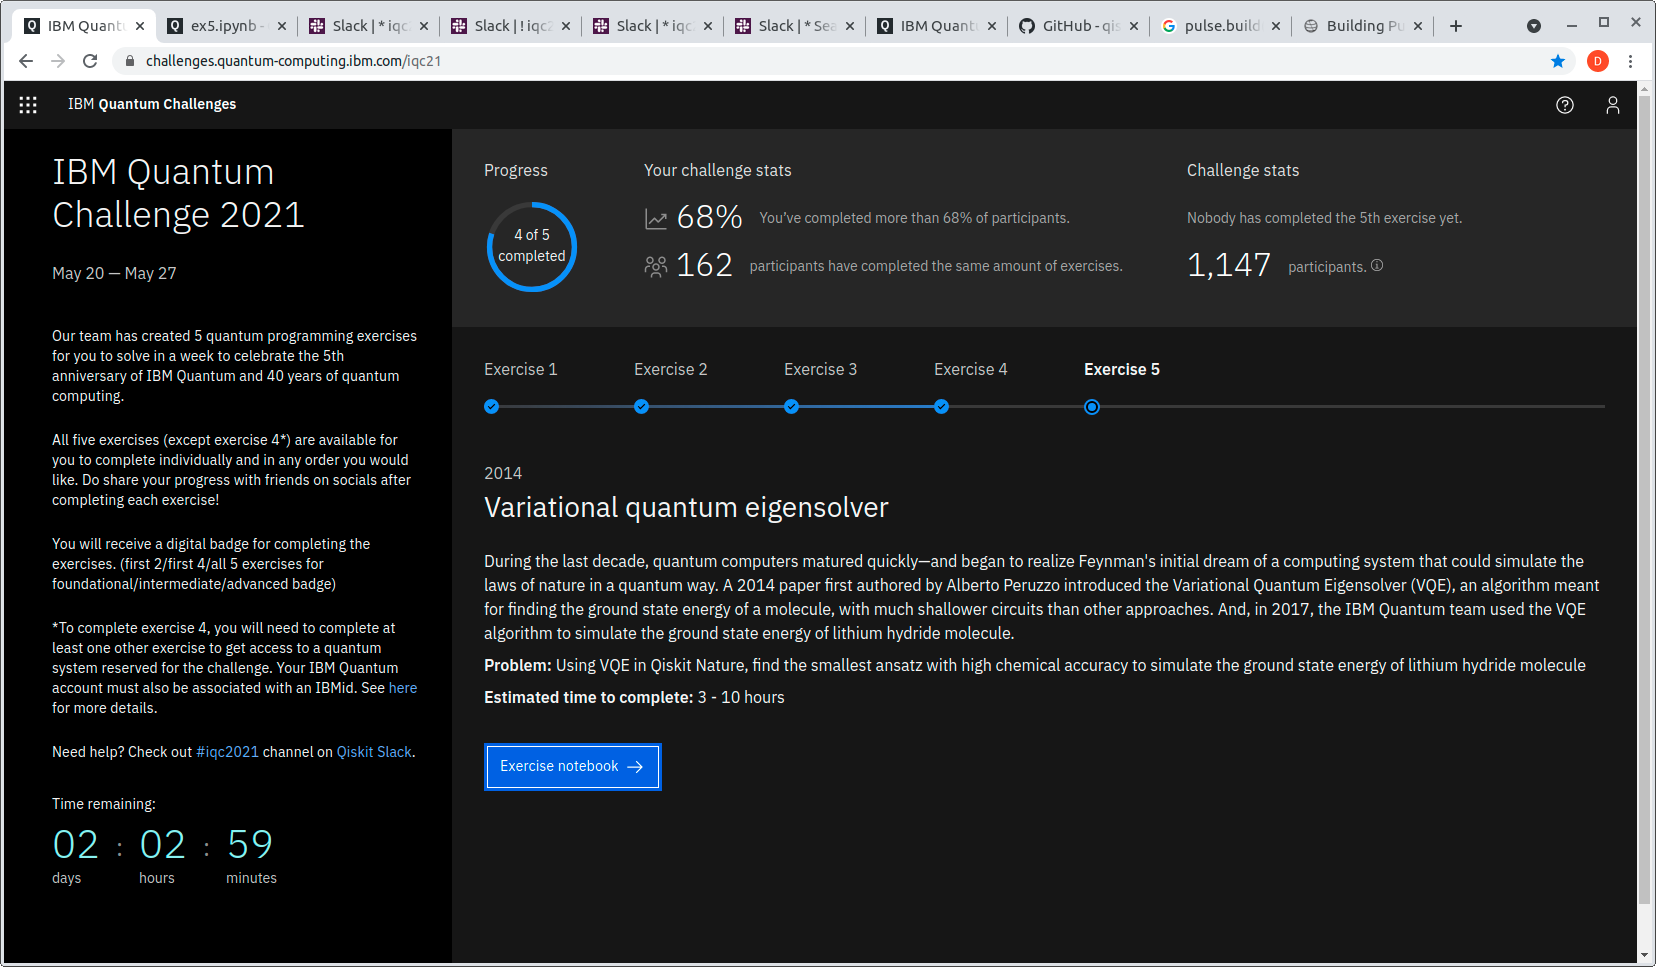 IBM Quantu
ex5.ipynb -
Slack | * iqc
Slack | ! iqc2
Slack | * iqc
Slack | * Sea
IBM Quant
GitHub - qis
pulse.build
Building Pu
challenges.quantum-computing.ibm.com/iqc21
D
IBM Quantum Challenges
IBM Quantum
Challenge 2021
May 20 — May 27
Our team has created 5 quantum programming exercises
for you to solve in a week to celebrate the 5th
anniversary of IBM Quantum and 40 years of quantum
computing.
All five exercises (except exercise 4*) are available for
you to complete individually and in any order you would
like. Do share your progress with friends on socials after
completing each exercise!
You will receive a digital badge for completing the
exercises. (first 2/first 4/all 5 exercises for
foundational/intermediate/advanced badge)
*To complete exercise 4, you will need to complete at
least one other exercise to get access to a quantum
system reserved for the challenge. Your IBM Quantum
account must also be associated with an IBMid. See here
for more details.
Need help? Check out #iqc2021 channel on Qiskit Slack.
Time remaining:
02 : 02 : 59
days hours minutes
Progress
4 of 5
completed
Your challenge stats
68% You've completed more than 68% of participants.
162 participants have completed the same amount of exercises.
Challenge stats
Nobody has completed the 5th exercise yet.
1,147 participants.
Exercise 1
Exercise 2
Exercise 3
Exercise 4
Exercise 5
2014
Variational quantum eigensolver
During the last decade, quantum computers matured quickly—and began to realize Feynman's initial dream of a computing system that could simulate the
laws of nature in a quantum way. A 2014 paper first authored by Alberto Peruzzo introduced the Variational Quantum Eigensolver (VQE), an algorithm meant
for finding the ground state energy of a molecule, with much shallower circuits than other approaches. And, in 2017, the IBM Quantum team used the VQE
algorithm to simulate the ground state energy of lithium hydride molecule.
Problem: Using VQE in Qiskit Nature, find the smallest ansatz with high chemical accuracy to simulate the ground state energy of lithium hydride molecule
Estimated time to complete: 3 - 10 hours
Exercise notebook